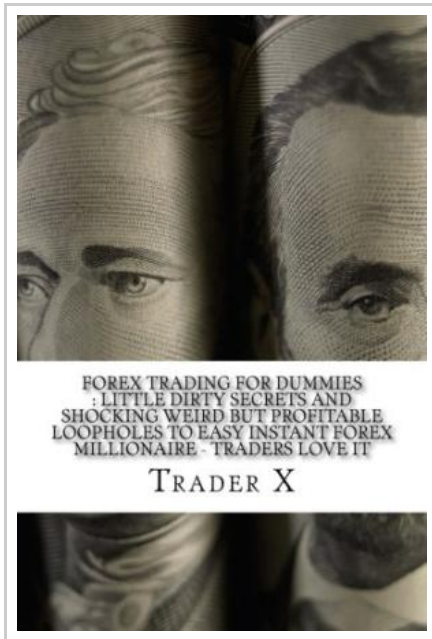 FOREX TRADING FOR DUMMIES
: LITTLE DIRTY SECRETS AND
SHOCKING WEIRD BUT PROFITABLE
LOOPHOLES TO EASY INSTANT FOREX
MILLIONAIRE - TRADERS LOVE IT
TRADER X